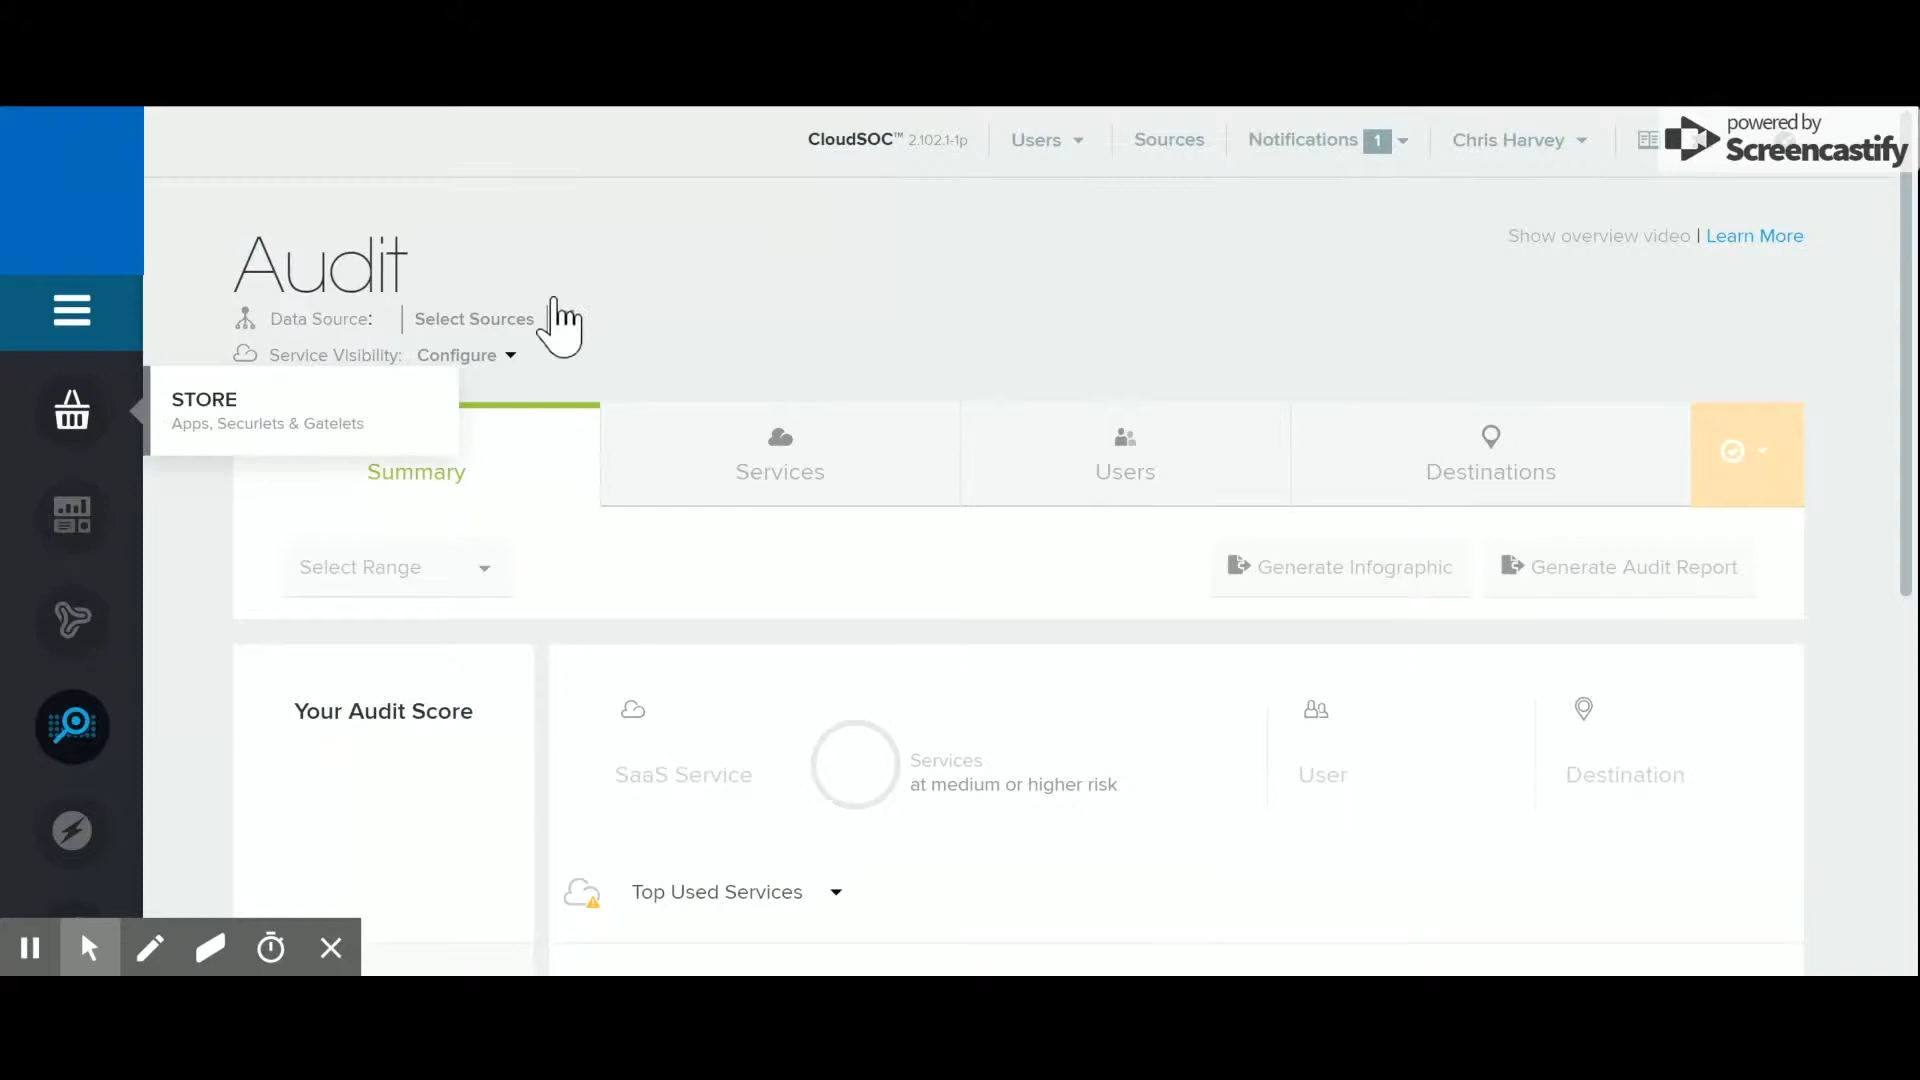 CloudSOC™ 2.102.1-1p
Users
Sources
Notifications 1
Chris Harvey
powered by
Screencastify
Show overview video | Learn More
Audit
Data Source:
Select Sources
Service Visibility: Configure
STORE
Apps, Securlets & Gatelets
Summary
Services
Users
Destinations
Select Range
Generate Infographic
Generate Audit Report
Your Audit Score
SaaS Service
Services
at medium or higher risk
User
Destination
Top Used Services